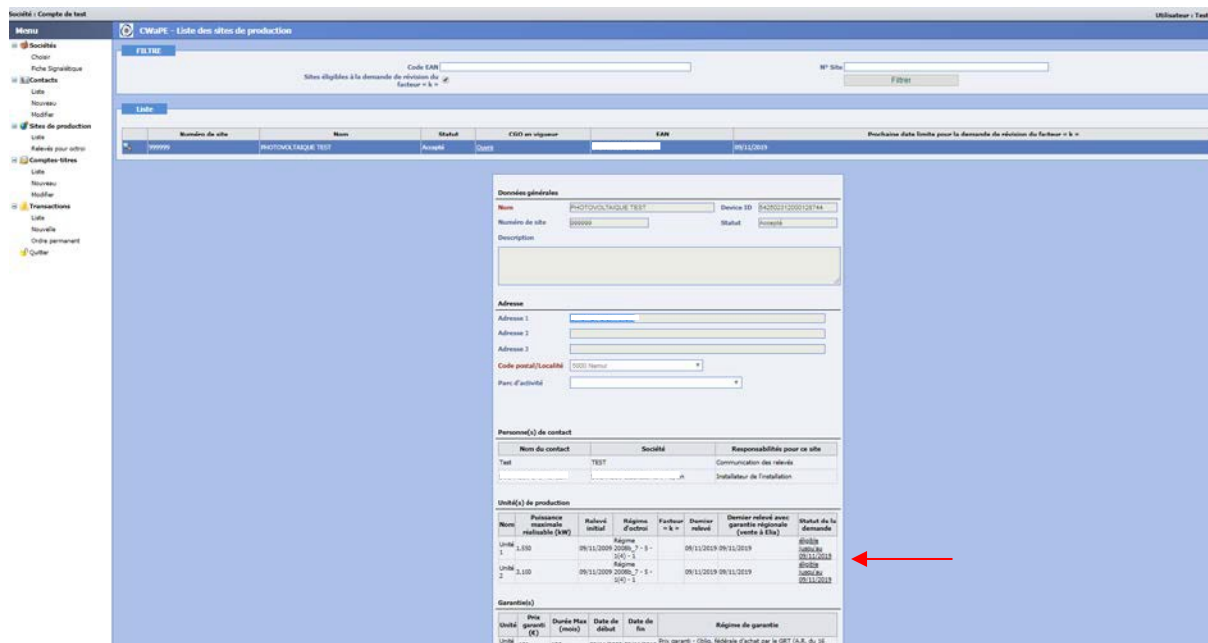 Société : Compte de test
Utilisateur : Test
Menu
CWaPE - Liste des sites de production
Sociétés
Choisir
Fiche Signalétique
Contacts
Liste
Nouveau
Modifier
Sites de production
Liste
Relevés pour octroi
Comptes-titres
Liste
Nouveau
Modifier
Transactions
Liste
Nouvelle
Ordre permanent
Quitter
FILTRE
Code EAN
N° Site
Sites éligibles à la demande de révision du facteur « k »
Filtrer
Liste
Numéro de site Nom Statut CGO en vigueur EAN Prochaine date limite pour la demande de révision du facteur « k »
999999 PHOTOVOLTAIQUE TEST Accepté Ouvrir 09/11/2019
Données générales
Nom PHOTOVOLTAIQUE TEST Device ID
Numéro de site 999999 Statut Accepté
Description
Adresse
Adresse 1
Adresse 2
Adresse 3
Code postal/Localité 5000 Namur
Parc d'activité
Personne(s) de contact
Nom du contact Société Responsabilités pour ce site
Test TEST Communication des relevés
Installateur de l'installation
Unité(s) de production
Nom Puissance maximale réalisable (kW) Relevé initial Régime d'octroi Facteur « k » Dernier relevé Dernier relevé avec garantie régionale (vente à Elia) Statut de la demande
Unité 1 09/11/2009 Régime 2008b_7 - 5 - 1(4) - 1 09/11/2019 09/11/2019 éligible jusqu'au 09/11/2019
Unité 2 09/11/2009 Régime 2008b_7 - 5 - 1(4) - 1 09/11/2019 09/11/2019 éligible jusqu'au 09/11/2019
Garantie(s)
Unité Prix garanti (€) Durée Max (mois) Date de début Date de fin Régime de garantie
Unité Prix garanti - Oblig. fédérale d'achat par le GRT (A.R. du 16